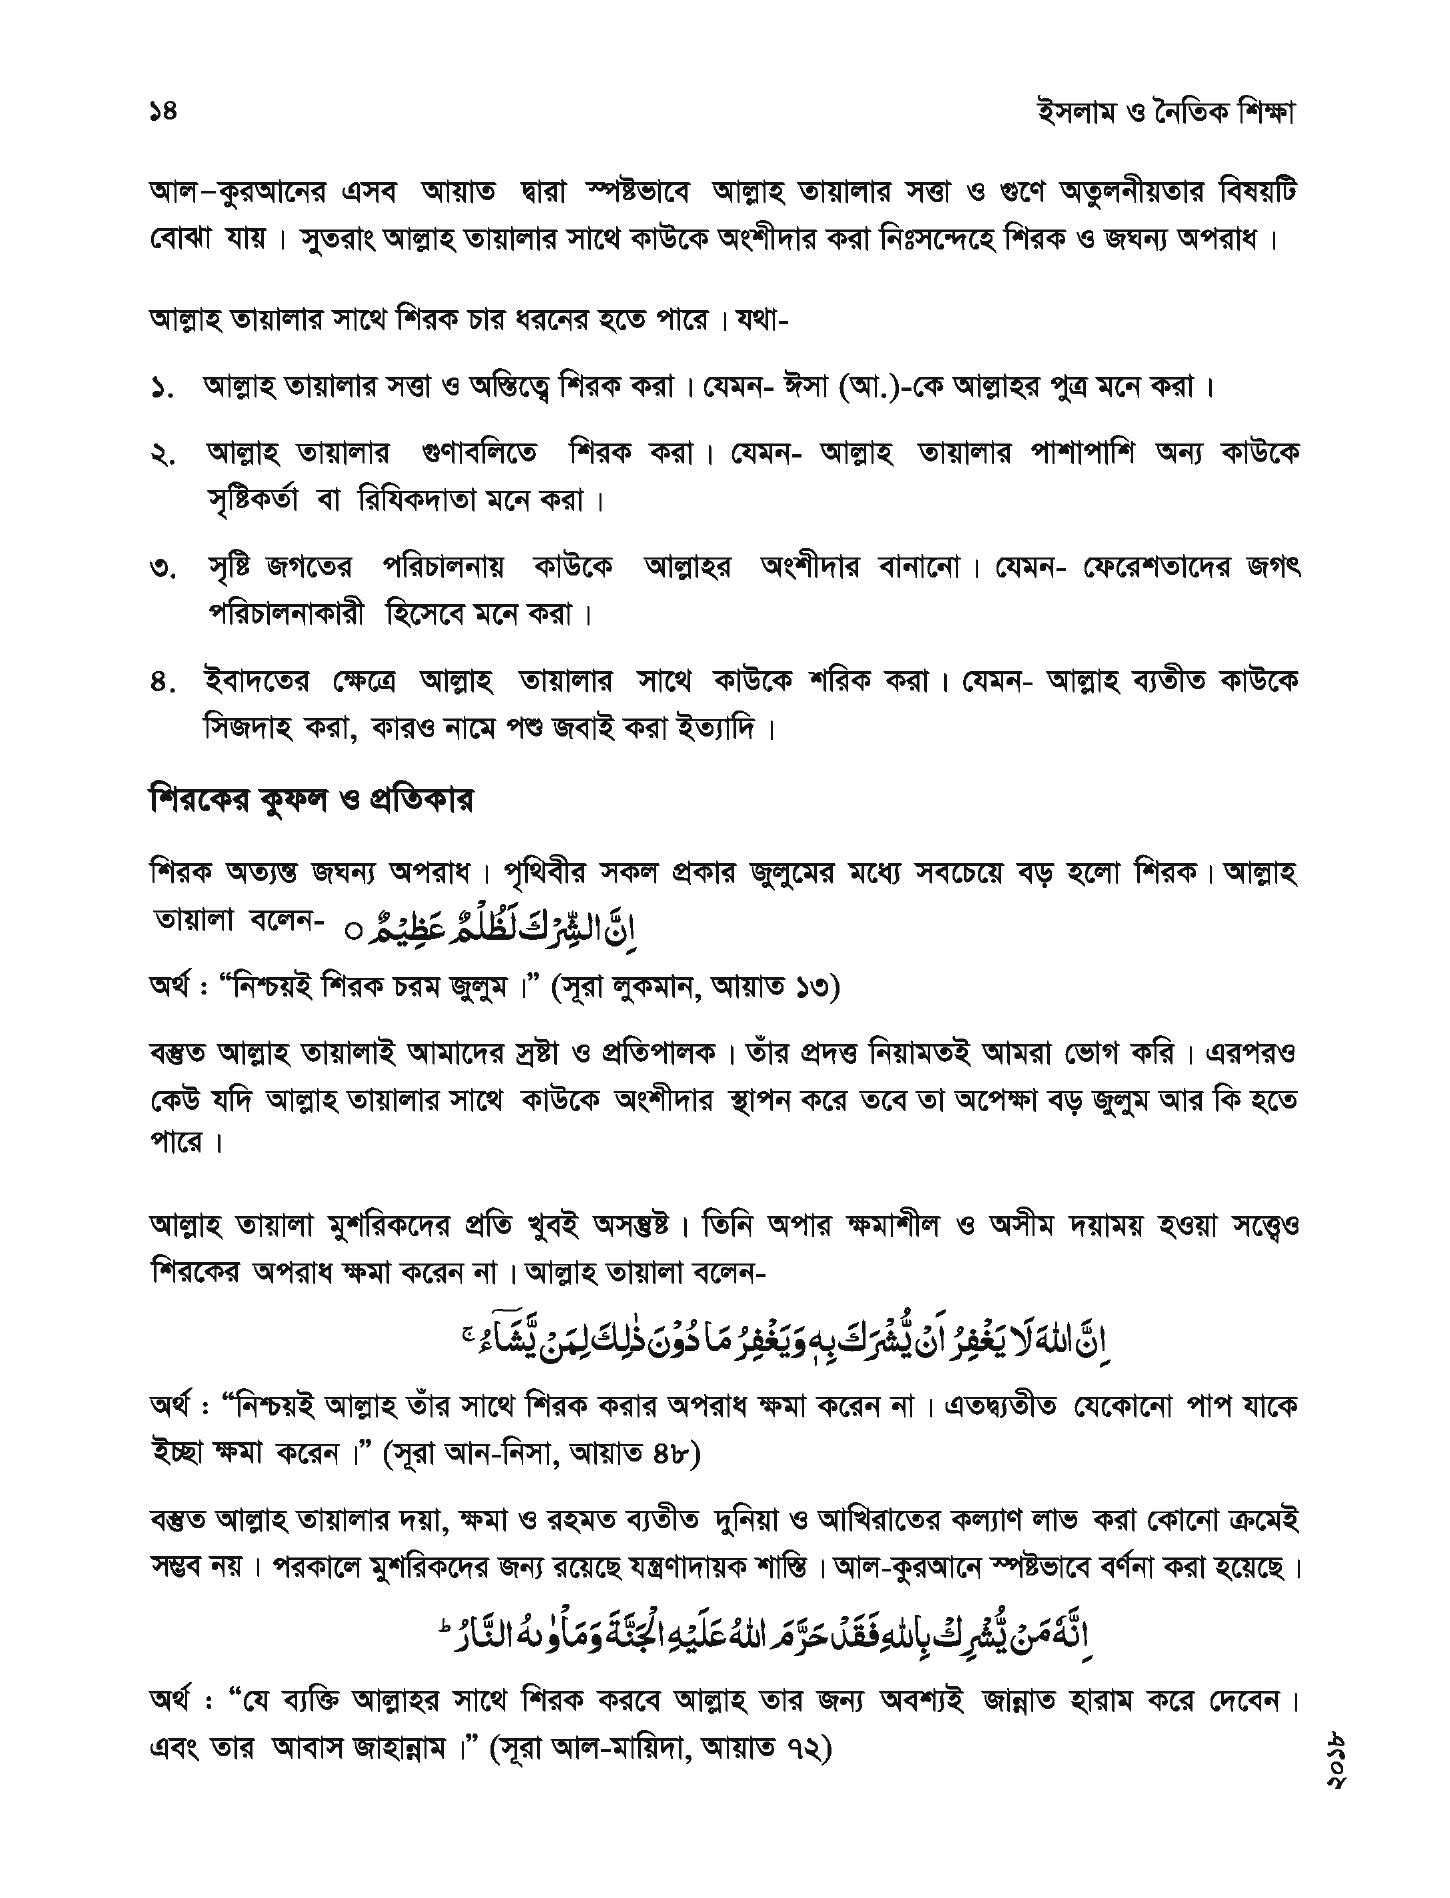 ১৪
ইসলাম ও নৈতিক শিক্ষা
আল–কুরআনের এসব আয়াত দ্বারা স্পষ্টভাবে আল্লাহ তায়ালার সত্তা ও গুণে অতুলনীয়তার বিষয়টি
বোঝা যায়। সুতরাং আল্লাহ তায়ালার সাথে কাউকে অংশীদার করা নিঃসন্দেহে শিরক ও জঘন্য অপরাধ।
আল্লাহ তায়ালার সাথে শিরক চার ধরনের হতে পারে। যথা-
১. আল্লাহ তায়ালার সত্তা ও অস্তিত্বে শিরক করা। যেমন- ঈসা (আ.)-কে আল্লাহর পুত্র মনে করা।
২. আল্লাহ তায়ালার গুণাবলিতে শিরক করা। যেমন- আল্লাহ তায়ালার পাশাপাশি অন্য কাউকে
সৃষ্টিকর্তা বা রিযিকদাতা মনে করা।
৩. সৃষ্টি জগতের পরিচালনায় কাউকে আল্লাহর অংশীদার বানানো। যেমন- ফেরেশতাদের জগৎ
পরিচালনাকারী হিসেবে মনে করা।
৪. ইবাদতের ক্ষেত্রে আল্লাহ তায়ালার সাথে কাউকে শরিক করা। যেমন- আল্লাহ ব্যতীত কাউকে
সিজদাহ করা, কারও নামে পশু জবাই করা ইত্যাদি।
শিরকের কুফল ও প্রতিকার
শিরক অত্যন্ত জঘন্য অপরাধ। পৃথিবীর সকল প্রকার জুলুমের মধ্যে সবচেয়ে বড় হলো শিরক। আল্লাহ
তায়ালা বলেন- اِنَّ الشِّرْكَ لَظُلْمٌ عَظِيْمٌ ○
অর্থ : “নিশ্চয়ই শিরক চরম জুলুম।” (সূরা লুকমান, আয়াত ১৩)
বস্তুত আল্লাহ তায়ালাই আমাদের স্রষ্টা ও প্রতিপালক। তাঁর প্রদত্ত নিয়ামতই আমরা ভোগ করি। এরপরও
কেউ যদি আল্লাহ তায়ালার সাথে কাউকে অংশীদার স্থাপন করে তবে তা অপেক্ষা বড় জুলুম আর কি হতে
পারে।
আল্লাহ তায়ালা মুশরিকদের প্রতি খুবই অসন্তুষ্ট। তিনি অপার ক্ষমাশীল ও অসীম দয়াময় হওয়া সত্ত্বেও
শিরকের অপরাধ ক্ষমা করেন না। আল্লাহ তায়ালা বলেন-
اِنَّ اللهَ لَا يَغْفِرُ اَنْ يُّشْرَكَ بِهٖ وَيَغْفِرُ مَا دُوْنَ ذٰلِكَ لِمَنْ يَّشَآءُ ۚ
অর্থ : “নিশ্চয়ই আল্লাহ তাঁর সাথে শিরক করার অপরাধ ক্ষমা করেন না। এতদ্ব্যতীত যেকোনো পাপ যাকে
ইচ্ছা ক্ষমা করেন।” (সূরা আন-নিসা, আয়াত ৪৮)
বস্তুত আল্লাহ তায়ালার দয়া, ক্ষমা ও রহমত ব্যতীত দুনিয়া ও আখিরাতের কল্যাণ লাভ করা কোনো ক্রমেই
সম্ভব নয়। পরকালে মুশরিকদের জন্য রয়েছে যন্ত্রণাদায়ক শাস্তি। আল-কুরআনে স্পষ্টভাবে বর্ণনা করা হয়েছে।
اِنَّهٗ مَنْ يُّشْرِكْ بِاللهِ فَقَدْ حَرَّمَ اللهُ عَلَيْهِ الْجَنَّةَ وَمَأْوٰىهُ النَّارُ ؕ
অর্থ : “যে ব্যক্তি আল্লাহর সাথে শিরক করবে আল্লাহ তার জন্য অবশ্যই জান্নাত হারাম করে দেবেন।
এবং তার আবাস জাহান্নাম।” (সূরা আল-মায়িদা, আয়াত ৭২)
২০১৮